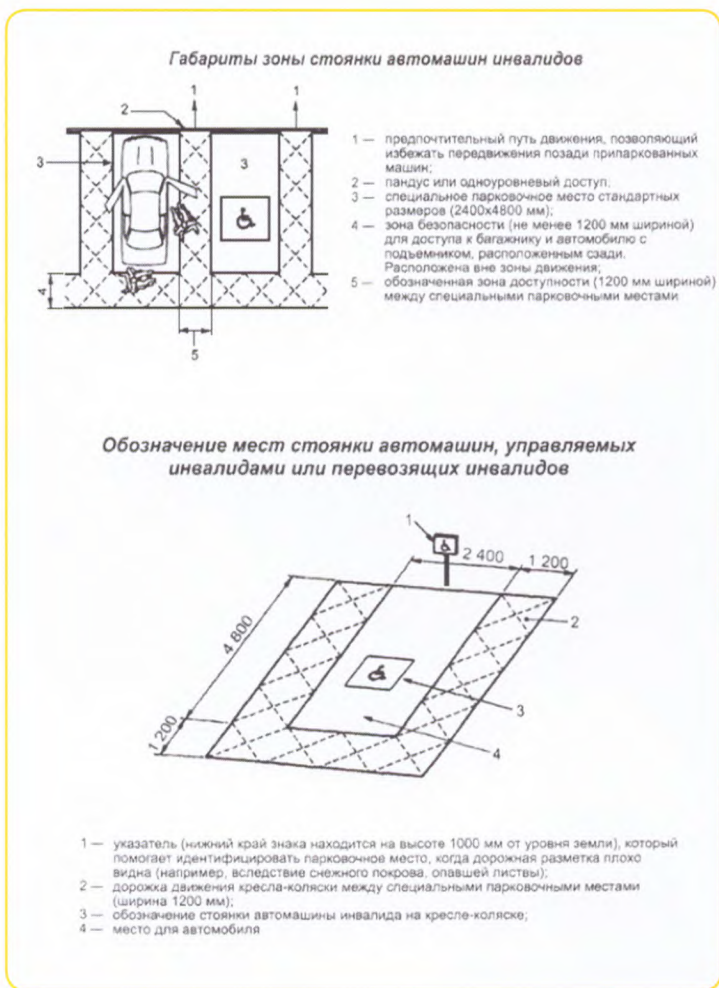 Габариты зоны стоянки автомашин инвалидов
1
1
2
3
3
4
5
1 — предпочтительный путь движения, позволяющий
избежать передвижения позади припаркованных
машин;
2 — пандус или одноуровневый доступ;
3 — специальное парковочное место стандартных
размеров (2400х4800 мм);
4 — зона безопасности (не менее 1200 мм шириной)
для доступа к багажнику и автомобилю с
подъемником, расположенным сзади.
Расположена вне зоны движения;
5 — обозначенная зона доступности (1200 мм шириной)
между специальными парковочными местами
Обозначение мест стоянки автомашин, управляемых
инвалидами или перевозящих инвалидов
1
2 400
1 200
2
4 800
3
1 200
4
1 — указатель (нижний край знака находится на высоте 1000 мм от уровня земли), который
помогает идентифицировать парковочное место, когда дорожная разметка плохо
видна (например, вследствие снежного покрова, опавшей листвы);
2 — дорожка движения кресла-коляски между специальными парковочными местами
(ширина 1200 мм);
3 — обозначение стоянки автомашины инвалида на кресле-коляске;
4 — место для автомобиля